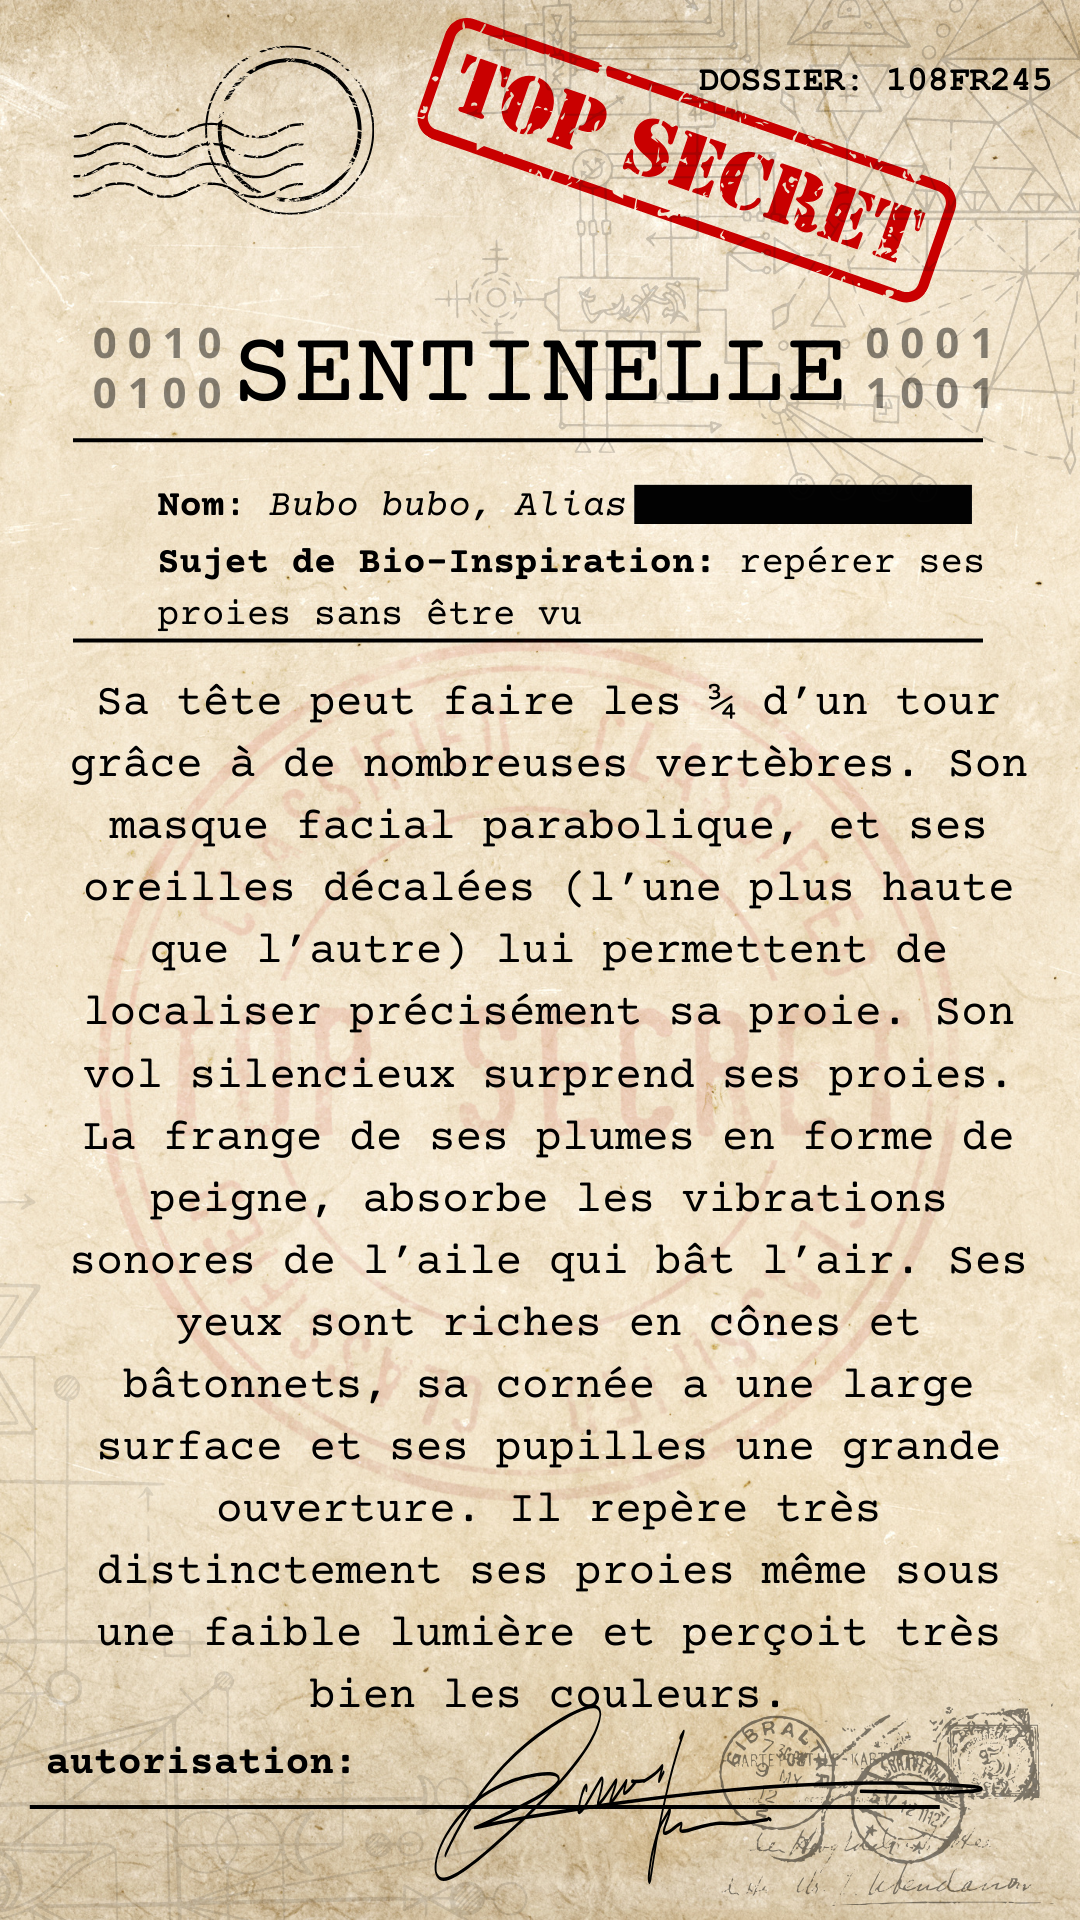 DOSSIER: 108FR245
TOP SECRET
0010 SENTINELLE 0001
0100 1001
Nom: Bubo bubo, Alias
Sujet de Bio-Inspiration: repérer ses
proies sans être vu
Sa tête peut faire les ¾ d’un tour
grâce à de nombreuses vertèbres. Son
masque facial parabolique, et ses
oreilles décalées (l’une plus haute
que l’autre) lui permettent de
localiser précisément sa proie. Son
vol silencieux surprend ses proies.
La frange de ses plumes en forme de
peigne, absorbe les vibrations
sonores de l’aile qui bât l’air. Ses
yeux sont riches en cônes et
bâtonnets, sa cornée a une large
surface et ses pupilles une grande
ouverture. Il repère très
distinctement ses proies même sous
une faible lumière et perçoit très
bien les couleurs.
CLASSIFIED CLASSIFIED
TOP SECRET
CLASSIFIED CLASSIFIED
autorisation:
GIBRALTAR